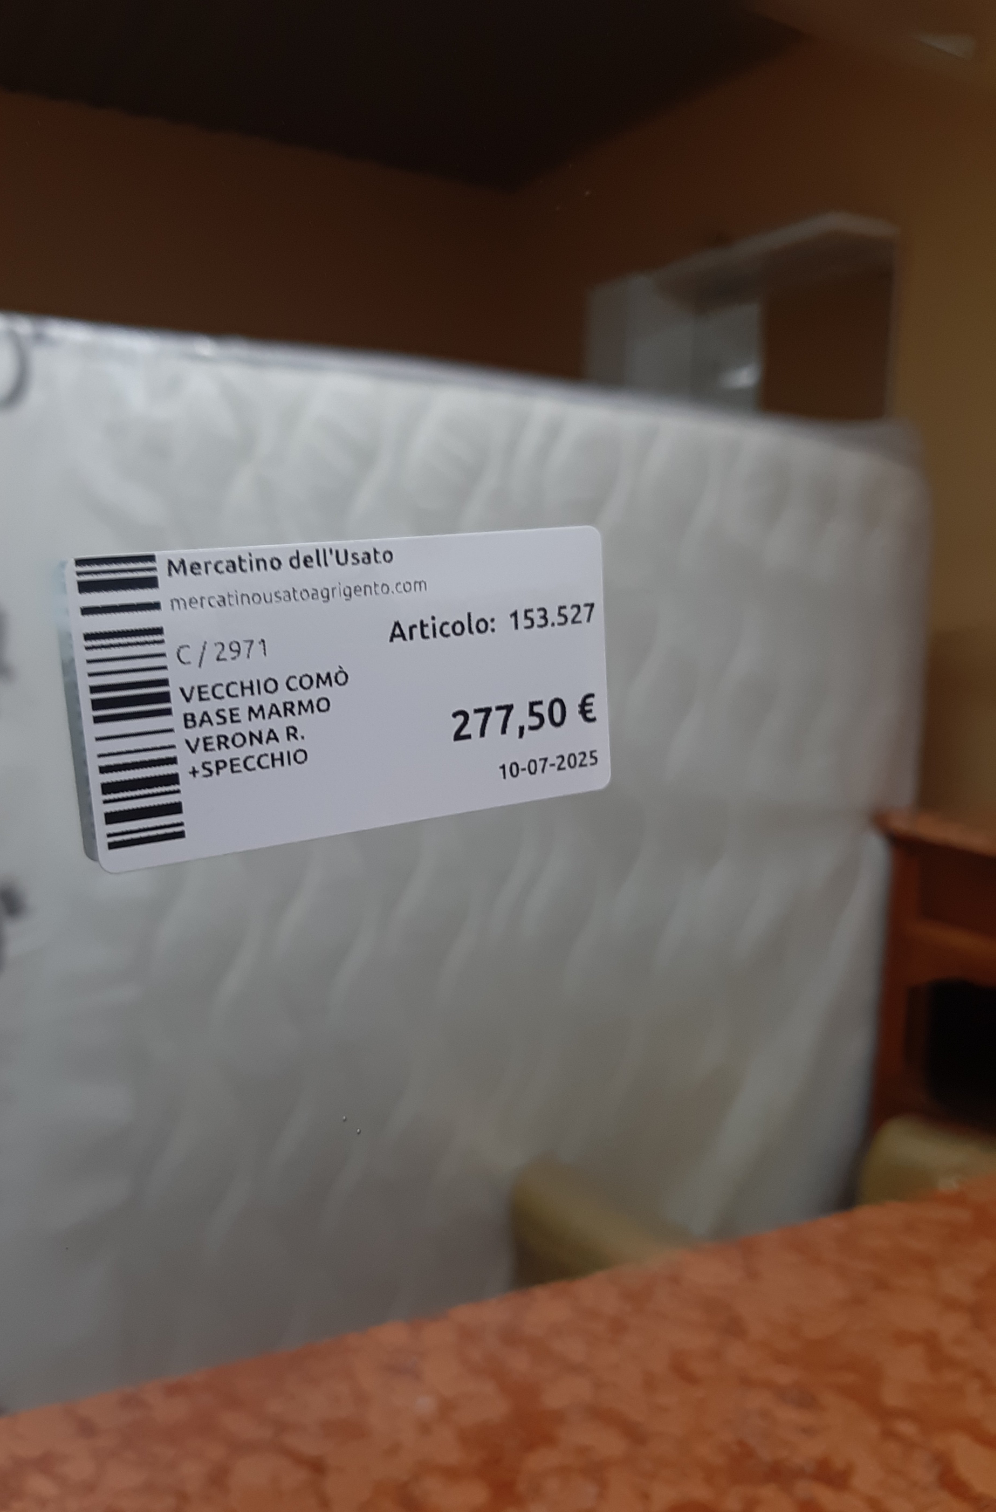 Mercatino dell'Usato
mercatinousatoagrigento.com
C / 2971
Articolo: 153.527
VECCHIO COMÒ
BASE MARMO
VERONA R.
+SPECCHIO
277,50 €
10-07-2025